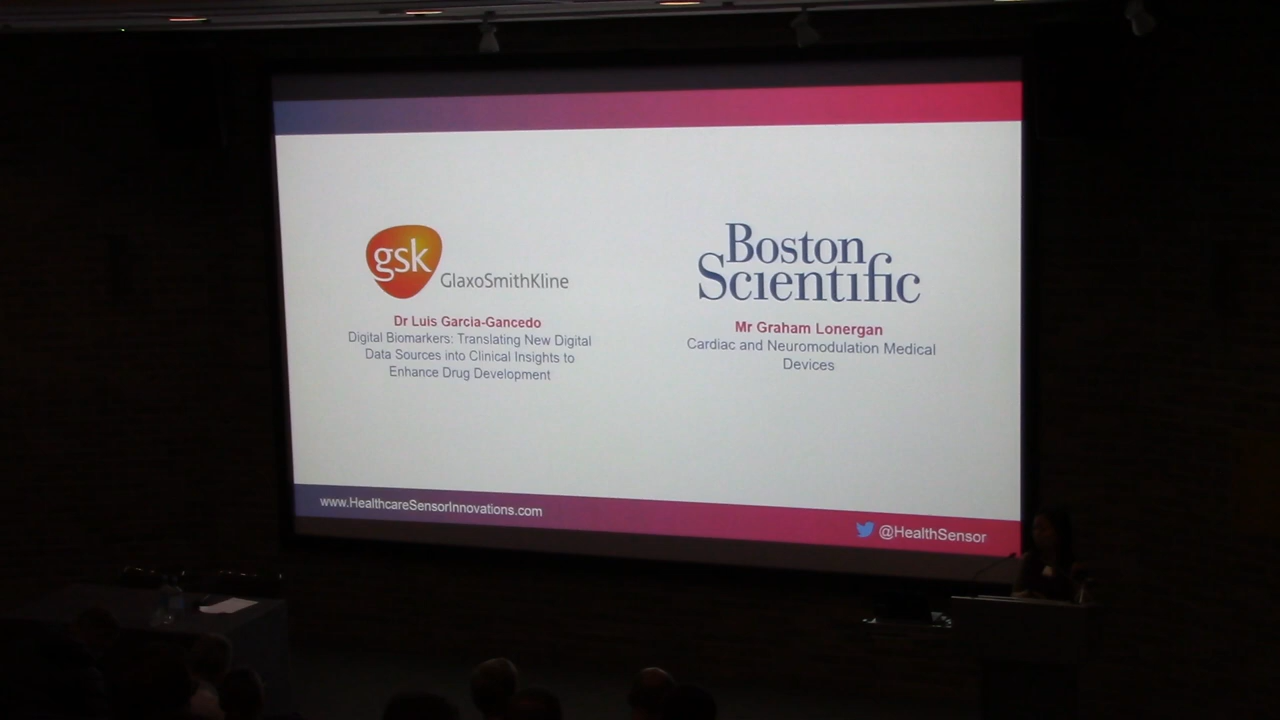 gsk
GlaxoSmithKline
Dr Luis Garcia-Gancedo
Digital Biomarkers: Translating New Digital
Data Sources into Clinical Insights to
Enhance Drug Development
Boston
Scientific
Mr Graham Lonergan
Cardiac and Neuromodulation Medical
Devices
www.HealthcareSensorInnovations.com
@HealthSensor